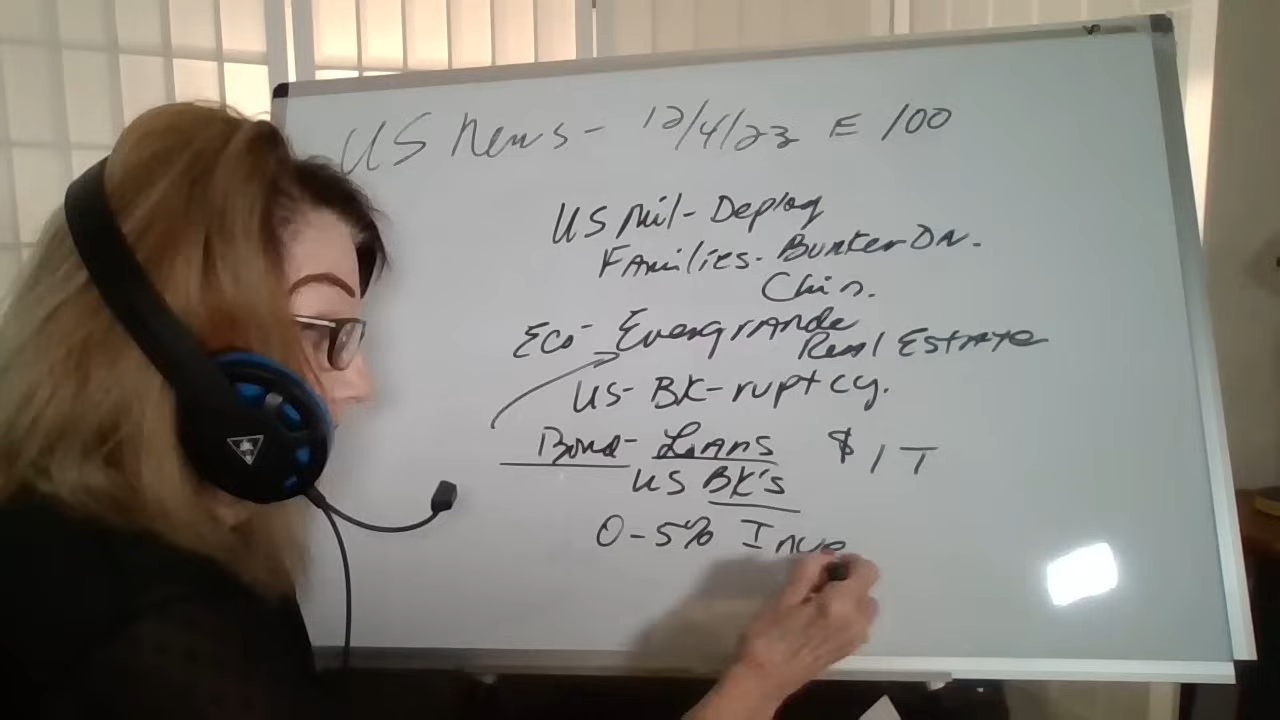 US News - 12/4/23 E 100
US Mil - Deploy
Families - Bunker DN.
Chin.
Eco - Evergrande
Real Estate
US - BK-ruptcy.
Bond - Loans $1T
US BK's
0-5% Inve